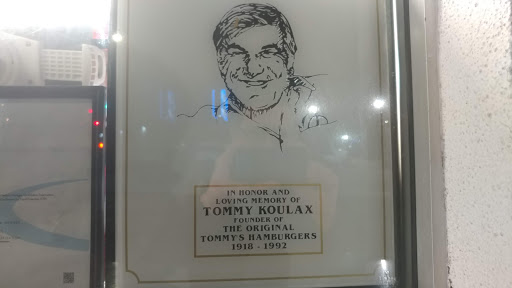 IN HONOR AND
LOVING MEMORY OF
TOMMY KOULAX
FOUNDER OF
THE ORIGINAL
TOMMY'S HAMBURGERS
1918 - 1992